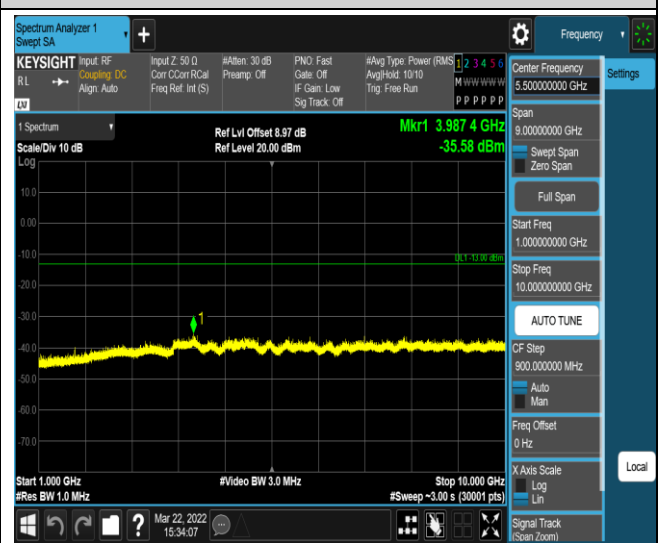 Spectrum Analyzer 1
Swept SA
Frequency
KEYSIGHT
RL
Input: RF
Coupling: DC
Align: Auto
Input Z: 50 Ω
Corr CCorr RCal
Freq Ref: Int (S)
#Atten: 30 dB
Preamp: Off
PNO: Fast
Gate: Off
IF Gain: Low
Sig Track: Off
#Avg Type: Power (RMS
Avg|Hold: 10/10
Trig: Free Run
1 2 3 4 5 6
M W W W W W
P P P P P P
LXI
1 Spectrum
Scale/Div 10 dB
Log
Ref Lvl Offset 8.97 dB
Ref Level 20.00 dBm
Mkr1 3.987 4 GHz
-35.58 dBm
10.0
0.00
-10.0
-20.0
-30.0
-40.0
-50.0
-60.0
-70.0
DL1 -13.00 dBm
1
Start 1.000 GHz
#Res BW 1.0 MHz
#Video BW 3.0 MHz
Stop 10.000 GHz
#Sweep ~3.00 s (30001 pts)
Mar 22, 2022
15:34:07
Center Frequency
5.500000000 GHz
Span
9.00000000 GHz
Swept Span
Zero Span
Full Span
Start Freq
1.000000000 GHz
Stop Freq
10.000000000 GHz
AUTO TUNE
CF Step
900.000000 MHz
Auto
Man
Freq Offset
0 Hz
X Axis Scale
Log
Lin
Signal Track
(Span Zoom)
Settings
Local